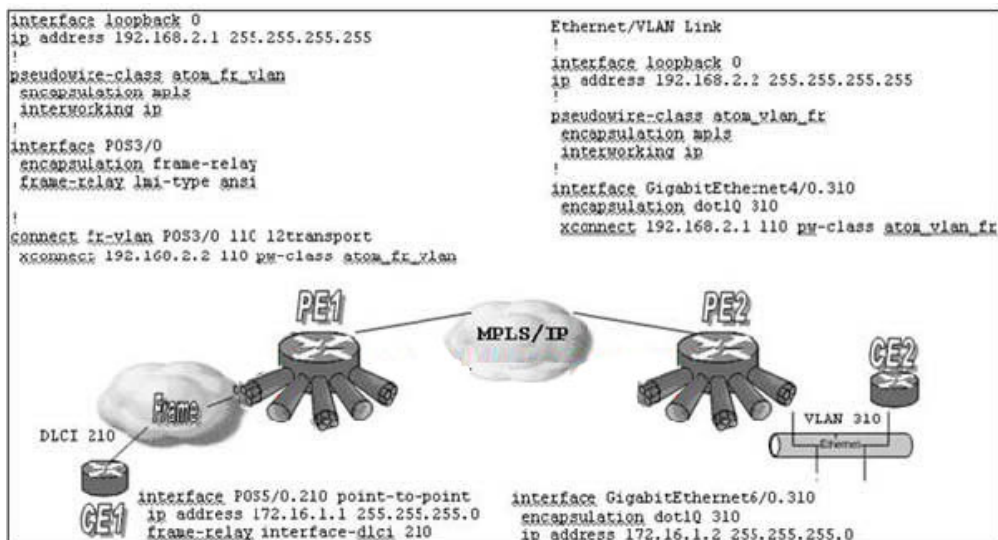 interface loopback 0
ip address 192.168.2.1 255.255.255.255
!
pseudowire-class atom_fr_vlan
encapsulation mpls
interworking ip
!
interface POS3/0
encapsulation frame-relay
frame-relay lmi-type ansi
!
connect fr-vlan POS3/0 110 l2transport
xconnect 192.160.2.2 110 pw-class atom_fr_vlan
Ethernet/VLAN Link
!
interface loopback 0
ip address 192.168.2.2 255.255.255.255
!
pseudowire-class atom_vlan_fr
encapsulation mpls
interworking ip
!
interface GigabitEthernet4/0.310
encapsulation dot1Q 310
xconnect 192.168.2.1 110 pw-class atom_vlan_fr
PE1
MPLS/IP
PE2
CE2
Frame
DLCI 210
VLAN 310
Ethernet
CE1
interface POS5/0.210 point-to-point
ip address 172.16.1.1 255.255.255.0
frame-relay interface-dlci 210
interface GigabitEthernet6/0.310
encapsulation dot1Q 310
ip address 172.16.1.2 255.255.255.0